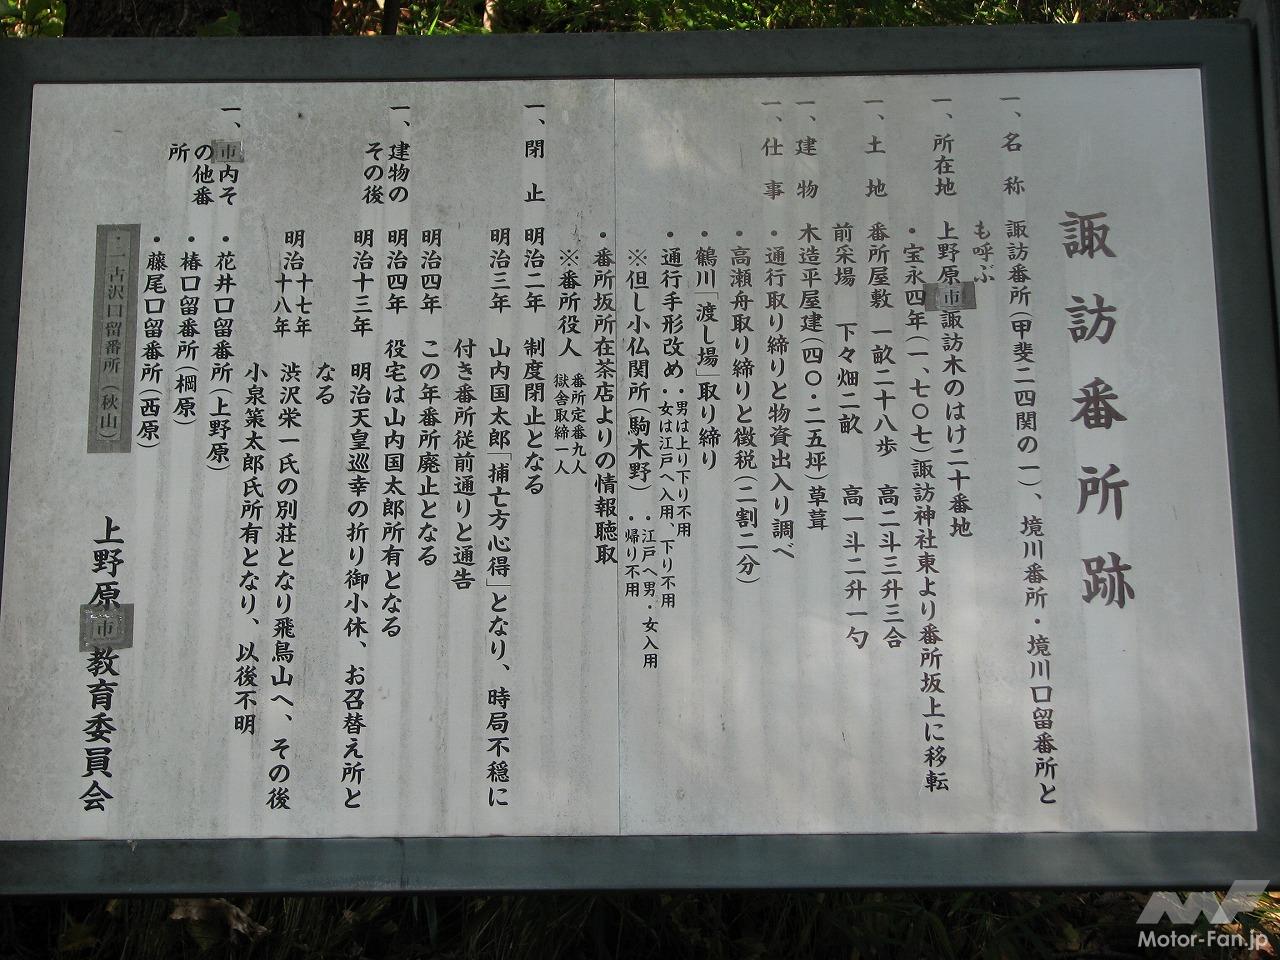 諏訪番所跡
一、名称 諏訪番所(甲斐二四関の一)、境川番所・境川口留番所と
も呼ぶ
一、所在地 上野原市諏訪木のはけ二十番地
・宝永四年(一、七〇七)諏訪神社東より番所坂上に移転
一、土地 番所屋敷 一畝二十八歩 高二斗三升三合
前采場 下々畑二畝 高一斗二升一勺
一、建物 木造平屋建(四〇・二五坪)草葺
一、仕事 ・通行取り締りと物資出入り調べ
・高瀬舟取り締りと徴税(二割二分)
・鶴川「渡し場」取り締り
・通行手形改め・男は上り下り不用
・女は江戸へ入用、下り不用
※但し小仏関所(駒木野)・江戸へ男・女入用
・帰り不用
・番所坂所在茶店よりの情報聴取
※番所役人 番所定番九人
獄舎取締一人
一、閉止 明治二年 制度閉止となる
明治三年 山内国太郎「捕亡方心得」となり、時局不穏に
付き番所従前通りと通告
明治四年 この年番所廃止となる
一、建物の
その後
明治四年 役宅は山内国太郎所有となる
明治十三年 明治天皇巡幸の折り御小休、お召替え所と
なる
明治十七年
十八年
渋沢栄一氏の別荘となり飛鳥山へ、その後
小泉策太郎氏所有となり、以後不明
一、市内そ
の他番
所
・花井口留番所(上野原)
・椿口留番所(棡原)
・藤尾口留番所(西原)
・一古沢口留番所(秋山)
上野原市教育委員会
Motor-Fan.jp